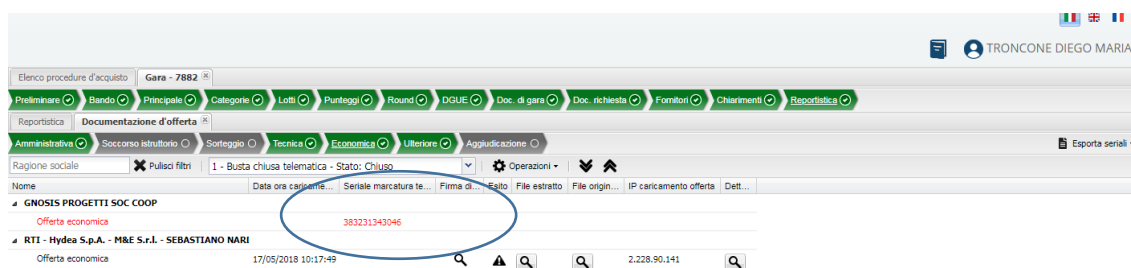 TRONCONE DIEGO MARIA
Elenco procedure d'acquisto Gara - 7882
Preliminare Bando Principale Categorie Lotti Punteggi Round DGUE Doc. di gara Doc. richiesta Fornitori Chiarimenti Reportistica
Reportistica Documentazione d'offerta
Amministrativa Soccorso istruttorio Sorteggio Tecnica Economica Ulteriore Aggiudicazione Esporta seriali
Ragione sociale Pulisci filtri 1 - Busta chiusa telematica - Stato: Chiuso Operazioni
Nome Data ora caricame... Seriale marcatura te... Firma di... Esito File estratto File origin... IP caricamento offerta Dett...
GNOSIS PROGETTI SOC COOP
Offerta economica 383231343046
RTI - Hydea S.p.A. - M&E S.r.l. - SEBASTIANO NARI
Offerta economica 17/05/2018 10:17:49 2.228.90.141